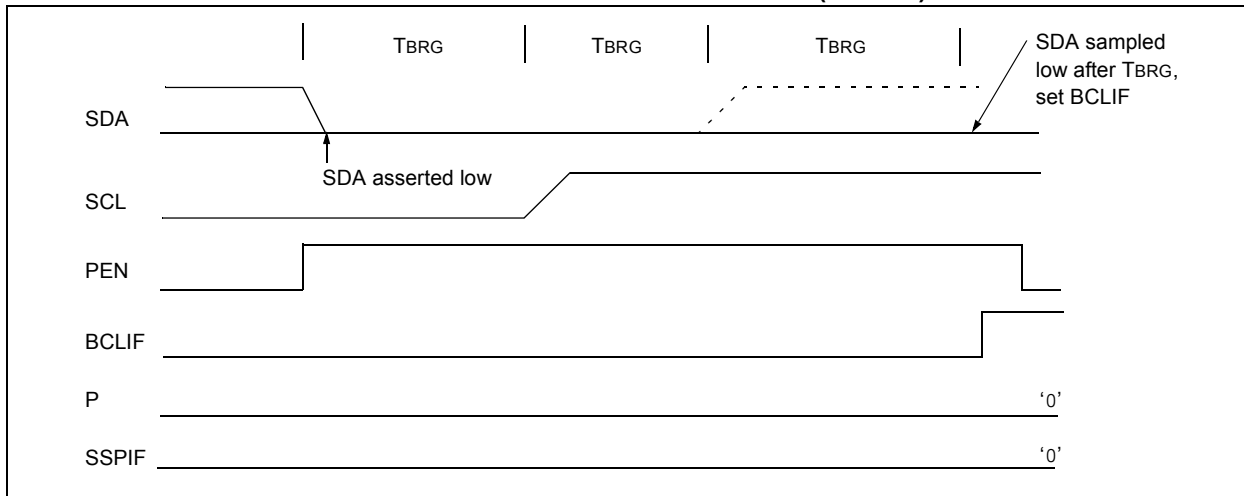 TBRG TBRG TBRG
SDA sampled
low after TBRG,
set BCLIF
SDA
SDA asserted low
SCL
PEN
BCLIF
P '0'
SSPIF '0'